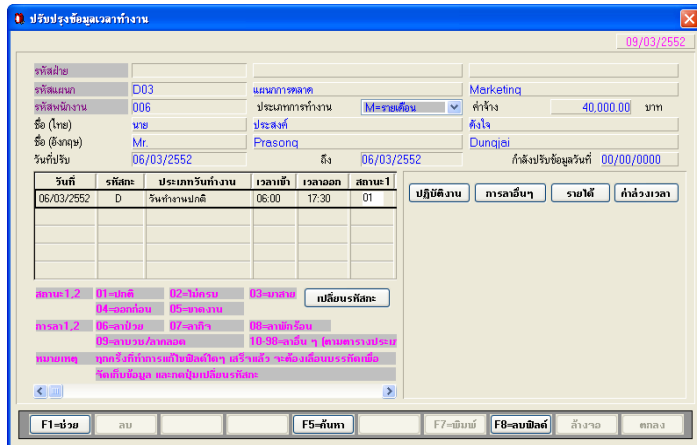 ปรับปรุงข้อมูลเวลาทำงาน
09/03/2552
รหัสฝ่าย
รหัสแผนก D03 แผนกการตลาด Marketing
รหัสพนักงาน 006 ประเภทการทำงาน M=รายเดือน ค่าจ้าง 40,000.00 บาท
ชื่อ (ไทย) นาย ประสงค์ ดังใจ
ชื่อ (อังกฤษ) Mr. Prasong Dungjai
วันที่ปรับ 06/03/2552 ถึง 06/03/2552 กำลังปรับข้อมูลวันที่ 00/00/0000
วันที่ รหัสกะ ประเภทวันทำงาน เวลาเข้า เวลาออก สถานะ1
06/03/2552 D วันทำงานปกติ 06:00 17:30 01
ปฏิบัติงาน การลาอื่นๆ รายได้ ค่าล่วงเวลา
สถานะ1,2 01=ปกติ 02=ไม่ครบ 03=มาสาย เปลี่ยนรหัสกะ
04=ออกก่อน 05=ขาดงาน
การลา1,2 06=ลาป่วย 07=ลากิจ 08=ลาพักร้อน
09=ลาบวช/ลาคลอด 10-98=ลาอื่น ๆ (ตามตารางประเภ
หมายเหตุ ทุกครั้งที่ทำการแก้ไขฟิลด์ใดๆ เสร็จแล้ว จะต้องเลื่อนบรรทัดเพื่อ
จัดเก็บข้อมูล และกดปุ่มเปลี่ยนรหัสกะ
F1=ช่วย ลบ F5=ค้นหา F7=พิมพ์ F8=ลบฟิลด์ ล้างจอ ตกลง